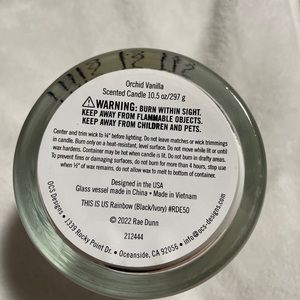 Orchid Vanilla
Scented Candle 10.5 oz/297 g
WARNING: BURN WITHIN SIGHT.
KEEP AWAY FROM FLAMMABLE OBJECTS.
KEEP AWAY FROM CHILDREN AND PETS.
Center and trim wick to ¼" before lighting. Do not leave matches or wick trimmings
in candle. Burn only on a heat-resistant, level surface. Do not move while lit or until
wax hardens. Container may be hot when candle is lit. Do not burn in drafty areas.
To prevent fires or damaging surfaces, do not burn for more than 4 hours, stop use
when ½" of wax remains, do not allow wax to melt down to container bottom.
Designed in the USA
Glass vessel made in China • Made in Vietnam
THIS IS US Rainbow (Black/Ivory) #RDE50
©2022 Rae Dunn
212444
OCS Designs • 1339 Rocky Point Dr. • Oceanside, CA 92056 • info@ocs-designs.com